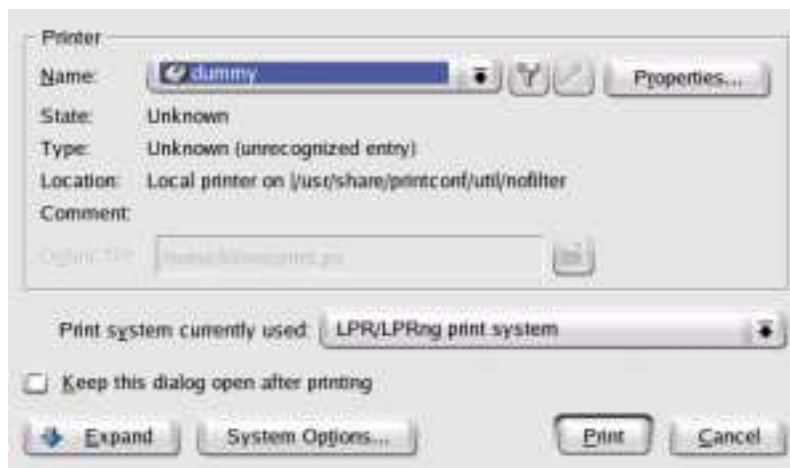 Printer
Name: dummy Properties...
State: Unknown
Type: Unknown (unrecognized entry)
Location: Local printer on |/usr/share/printconf/util/nofilter
Comment:
Print system currently used: LPR/LPRng print system
Keep this dialog open after printing
Expand System Options... Print Cancel